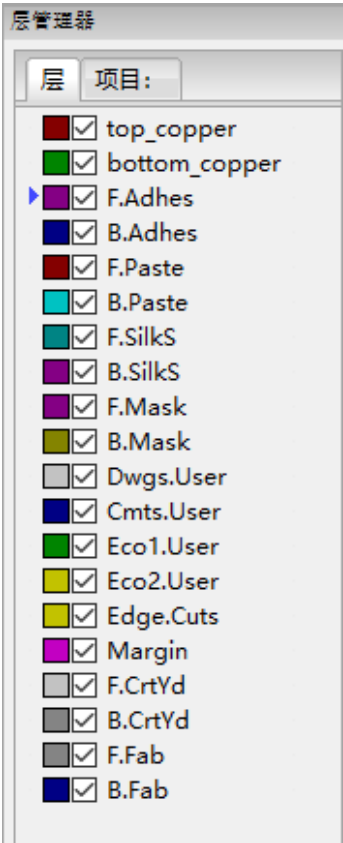 层管理器
层 项目:
top_copper
bottom_copper
F.Adhes
B.Adhes
F.Paste
B.Paste
F.SilkS
B.SilkS
F.Mask
B.Mask
Dwgs.User
Cmts.User
Eco1.User
Eco2.User
Edge.Cuts
Margin
F.CrtYd
B.CrtYd
F.Fab
B.Fab